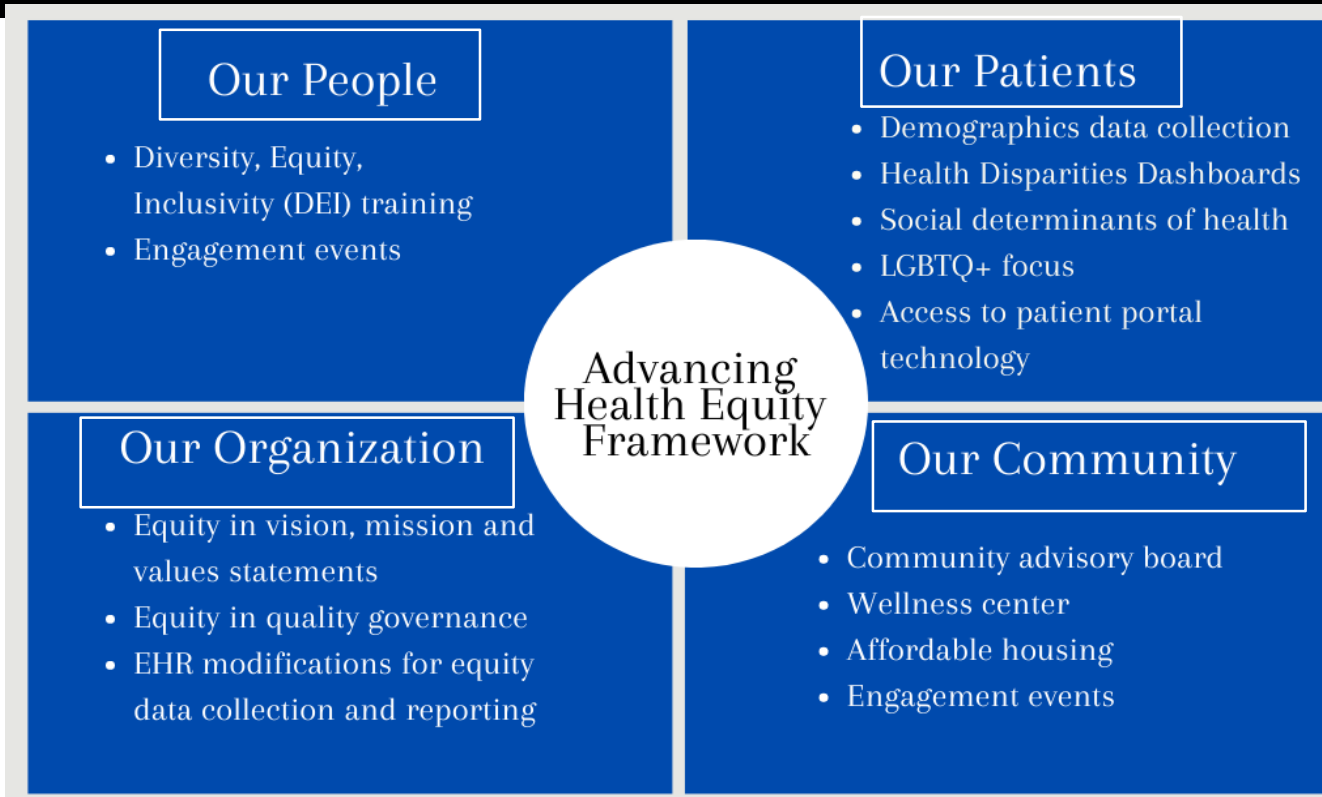 Our People
• Diversity, Equity,
Inclusivity (DEI) training
• Engagement events
Our Patients
• Demographics data collection
• Health Disparities Dashboards
• Social determinants of health
• LGBTQ+ focus
• Access to patient portal
technology
Advancing
Health Equity
Framework
Our Organization
• Equity in vision, mission and
values statements
• Equity in quality governance
• EHR modifications for equity
data collection and reporting
Our Community
• Community advisory board
• Wellness center
• Affordable housing
• Engagement events